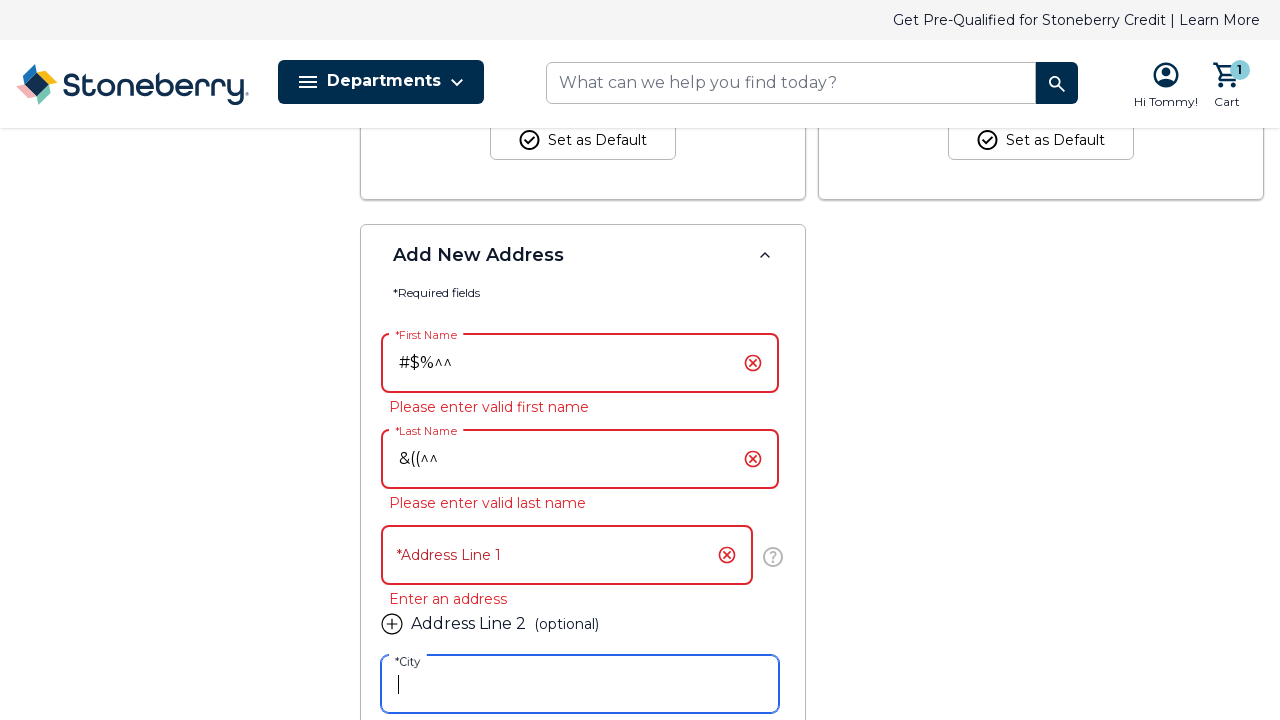 Get Pre-Qualified for Stoneberry Credit | Learn More
Stoneberry
Departments
What can we help you find today?
1
Hi Tommy!
Cart
Set as Default
Set as Default
Add New Address
*Required fields
*First Name
#$%^^
Please enter valid first name
*Last Name
&((^^
Please enter valid last name
*Address Line 1
Enter an address
Address Line 2 (optional)
*City